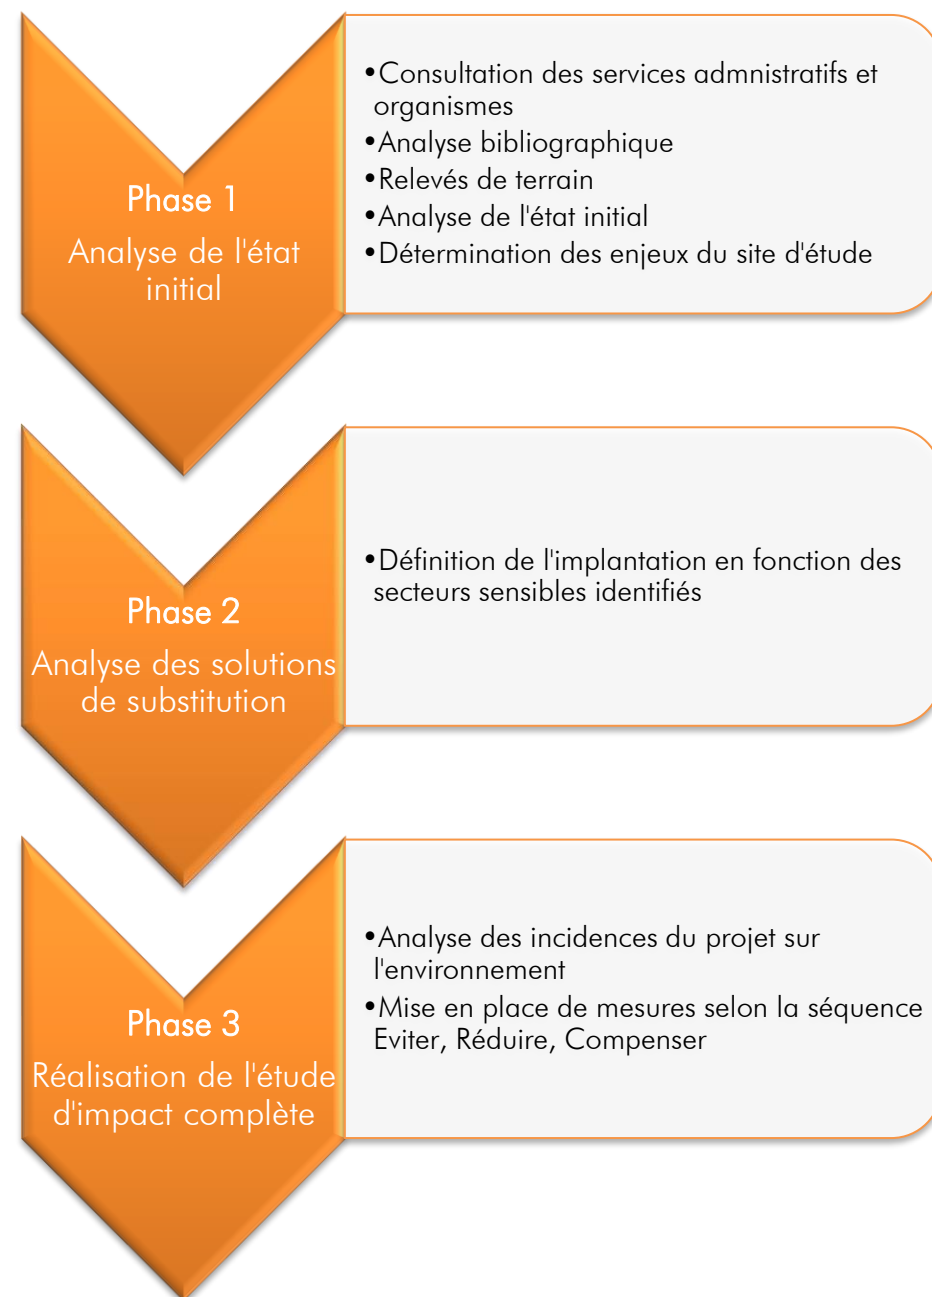 Phase 1
Analyse de l'état
initial
•Consultation des services admnistratifs et
organismes
•Analyse bibliographique
•Relevés de terrain
•Analyse de l'état initial
•Détermination des enjeux du site d'étude
Phase 2
Analyse des solutions
de substitution
•Définition de l'implantation en fonction des
secteurs sensibles identifiés
Phase 3
Réalisation de l'étude
d'impact complète
•Analyse des incidences du projet sur
l'environnement
•Mise en place de mesures selon la séquence
Eviter, Réduire, Compenser